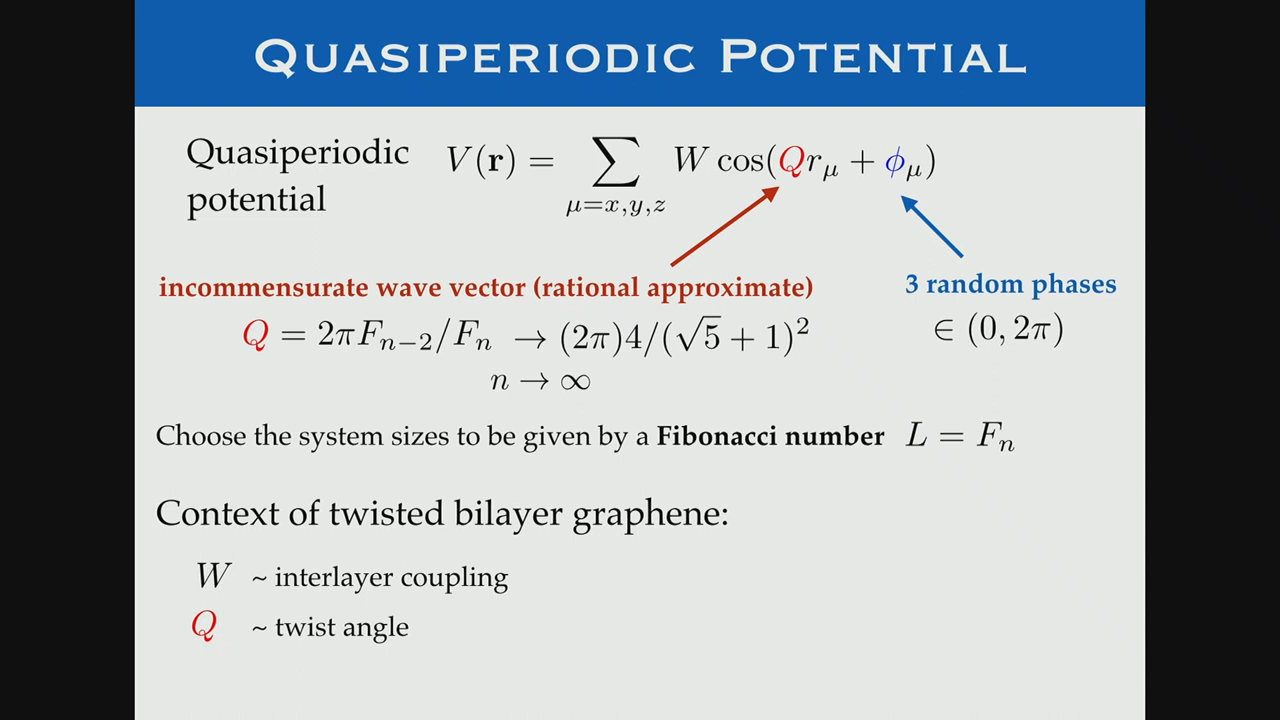 QUASIPERIODIC POTENTIAL
Quasiperiodic potential V(𝐫) = ∑_{μ=x,y,z} W cos(Qr_μ + ϕ_μ)
incommensurate wave vector (rational approximate)
3 random phases
Q = 2πF_{n−2}/F_n → (2π)4/(√5 + 1)²
∈ (0, 2π)
n → ∞
Choose the system sizes to be given by a Fibonacci number L = F_n
Context of twisted bilayer graphene:
W ~ interlayer coupling
Q ~ twist angle